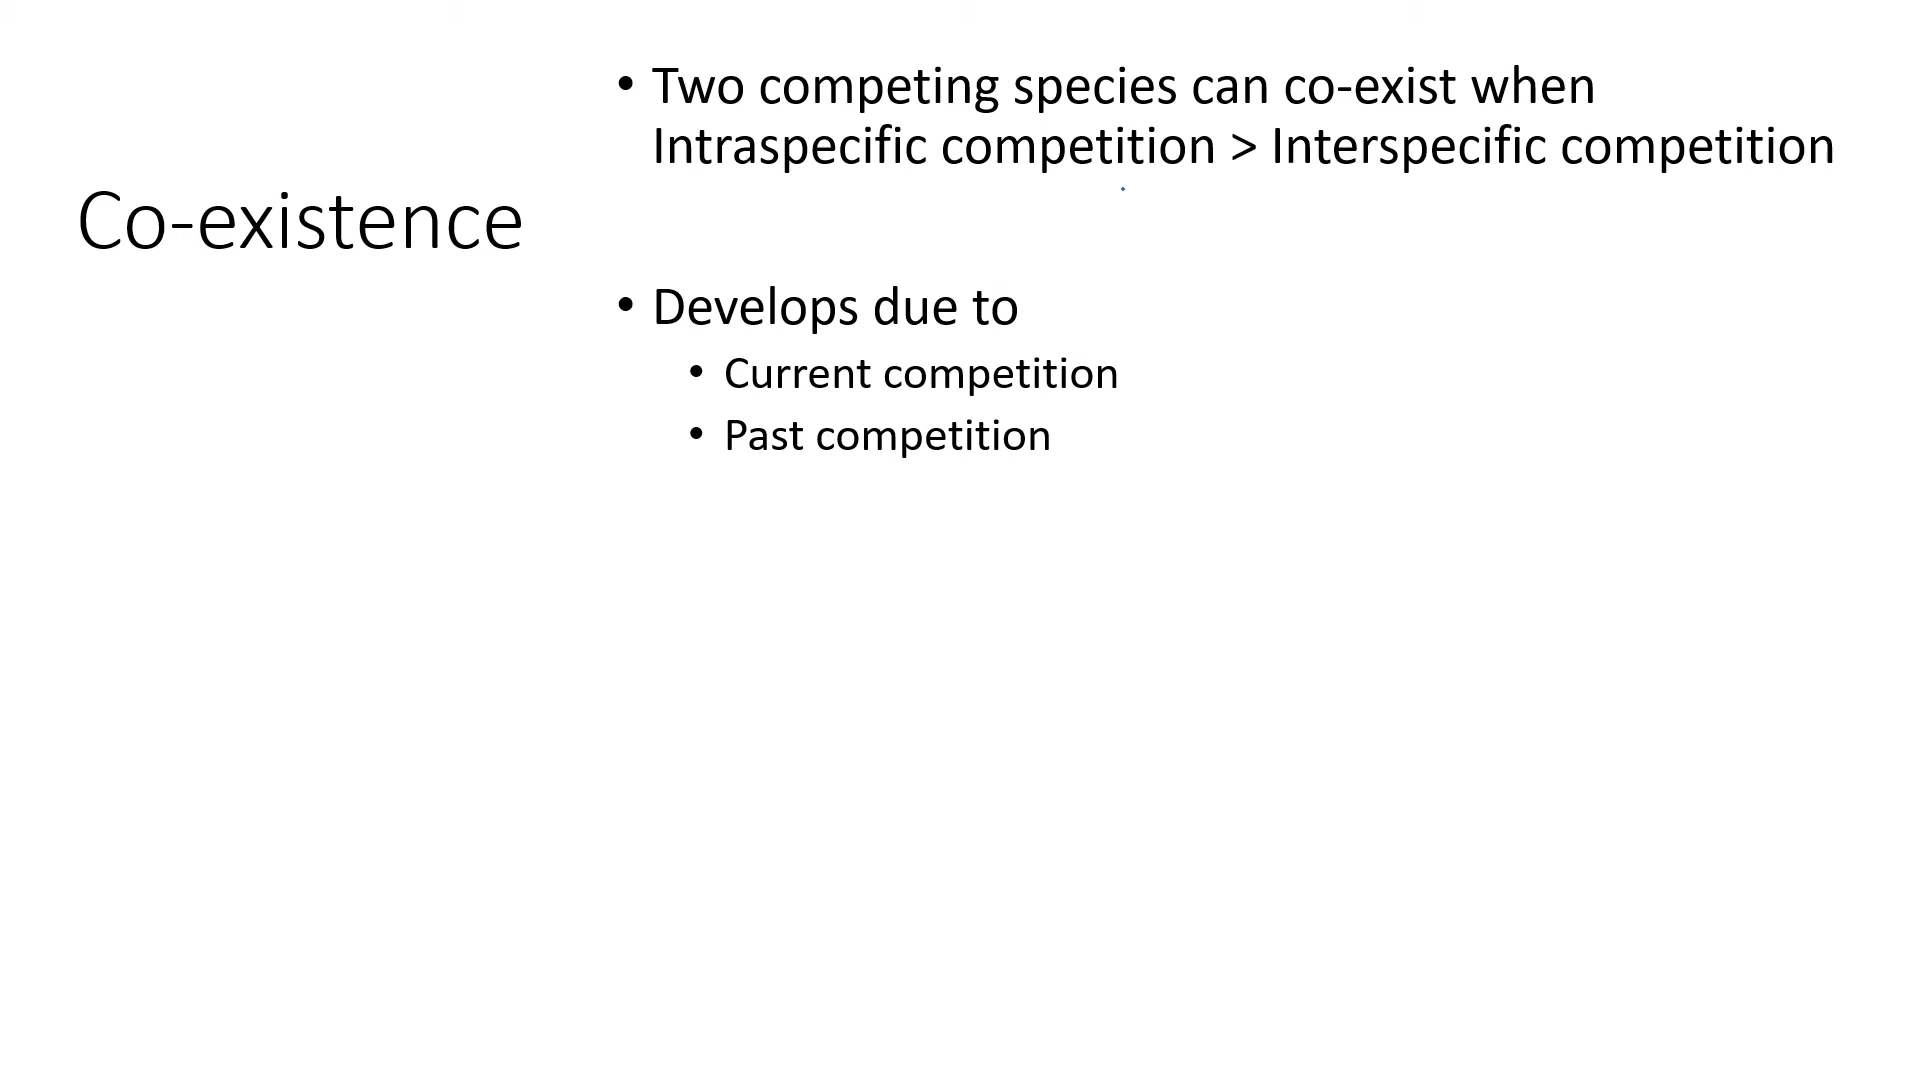 Co-existence
• Two competing species can co-exist when
Intraspecific competition > Interspecific competition
• Develops due to
• Current competition
• Past competition